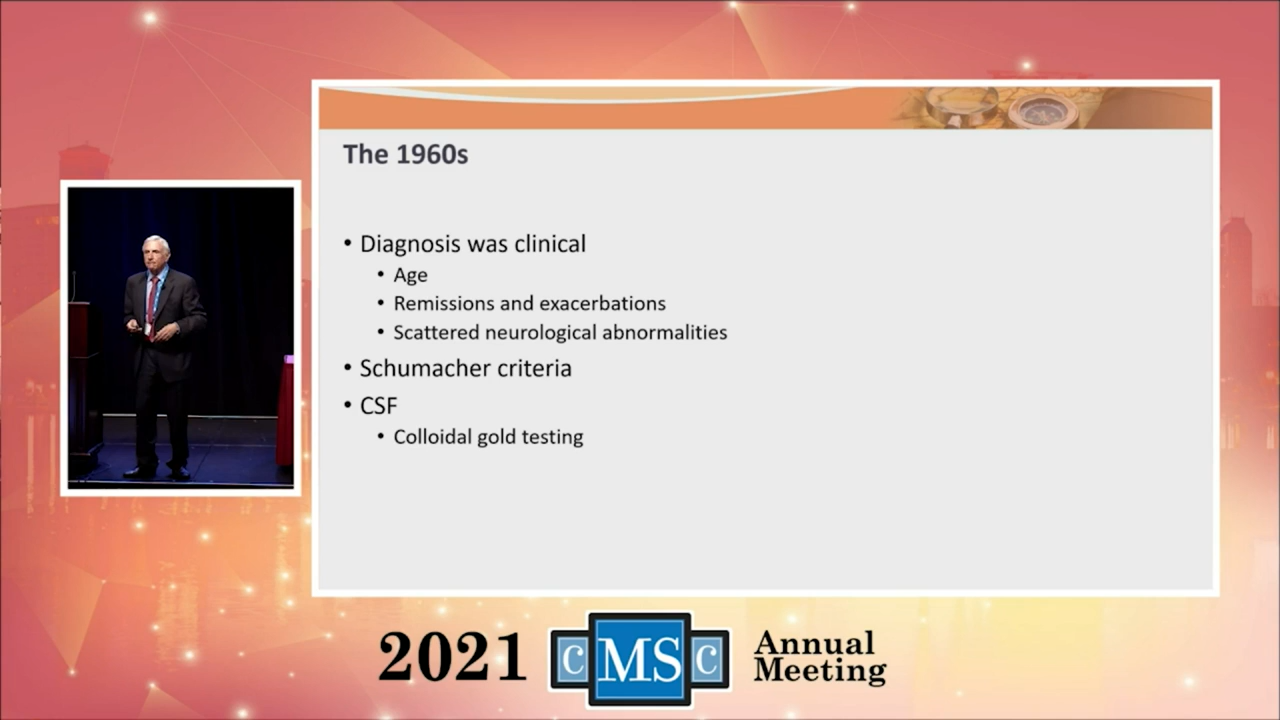 The 1960s
• Diagnosis was clinical
• Age
• Remissions and exacerbations
• Scattered neurological abnormalities
• Schumacher criteria
• CSF
• Colloidal gold testing
2021 CMSC Annual
Meeting